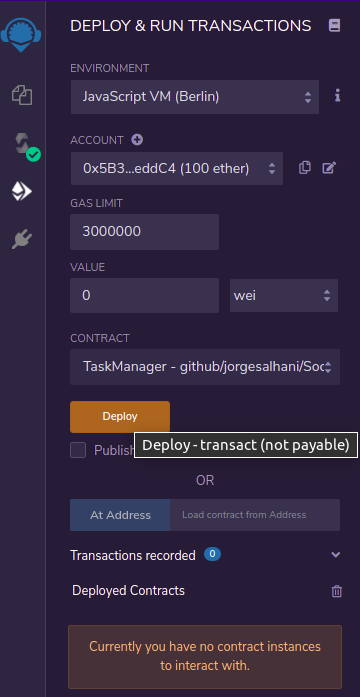 DEPLOY & RUN TRANSACTIONS
ENVIRONMENT
JavaScript VM (Berlin)
ACCOUNT
0x5B3...eddC4 (100 ether)
GAS LIMIT
3000000
VALUE
0 wei
CONTRACT
TaskManager - github/jorgesalhani/Soc
Deploy
Deploy - transact (not payable)
Publish
OR
At Address Load contract from Address
Transactions recorded 0
Deployed Contracts
Currently you have no contract instances
to interact with.